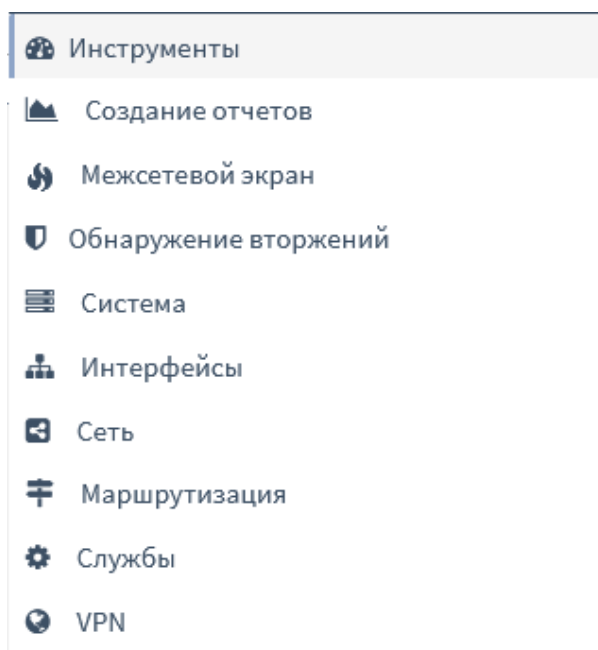 Инструменты
Создание отчетов
Межсетевой экран
Обнаружение вторжений
Система
Интерфейсы
Сеть
Маршрутизация
Службы
VPN